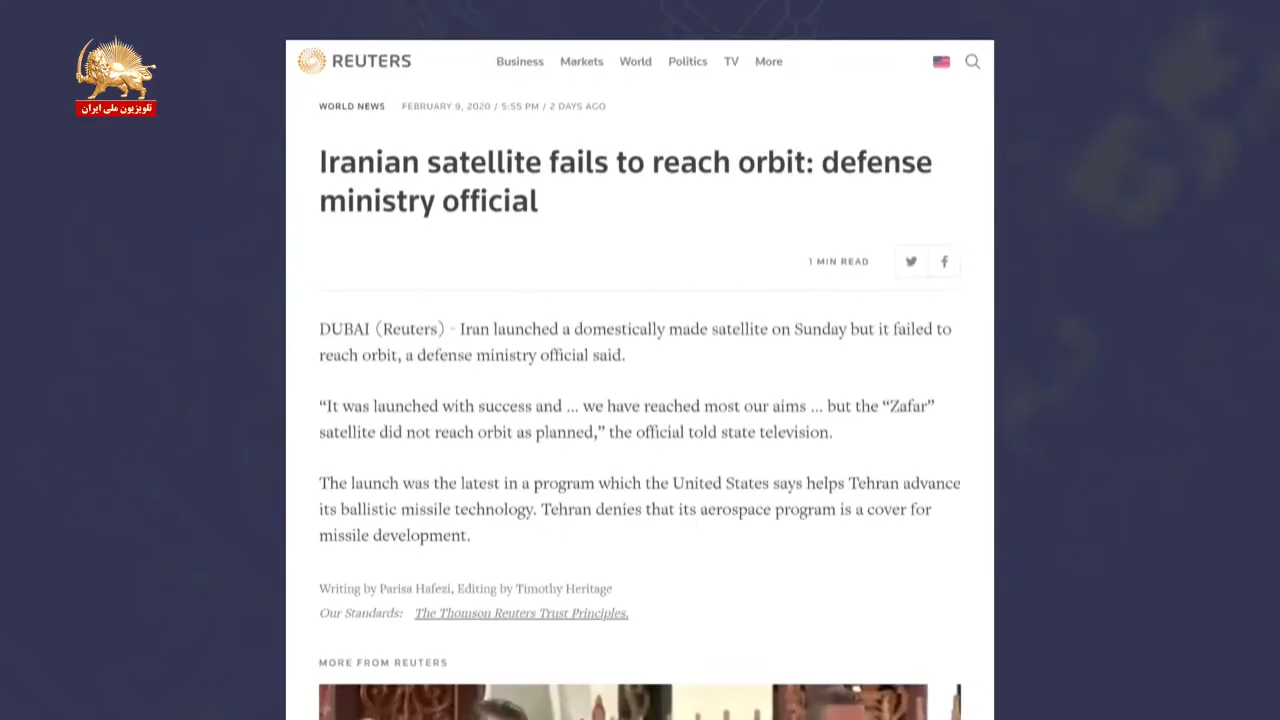 تلویزیون ملی ایران
REUTERS
Business Markets World Politics TV More
WORLD NEWS FEBRUARY 9, 2020 / 5:55 PM / 2 DAYS AGO
Iranian satellite fails to reach orbit: defense
ministry official
1 MIN READ
DUBAI (Reuters) - Iran launched a domestically made satellite on Sunday but it failed to
reach orbit, a defense ministry official said.
“It was launched with success and ... we have reached most our aims ... but the “Zafar”
satellite did not reach orbit as planned,” the official told state television.
The launch was the latest in a program which the United States says helps Tehran advance
its ballistic missile technology. Tehran denies that its aerospace program is a cover for
missile development.
Writing by Parisa Hafezi, Editing by Timothy Heritage
Our Standards: The Thomson Reuters Trust Principles.
MORE FROM REUTERS